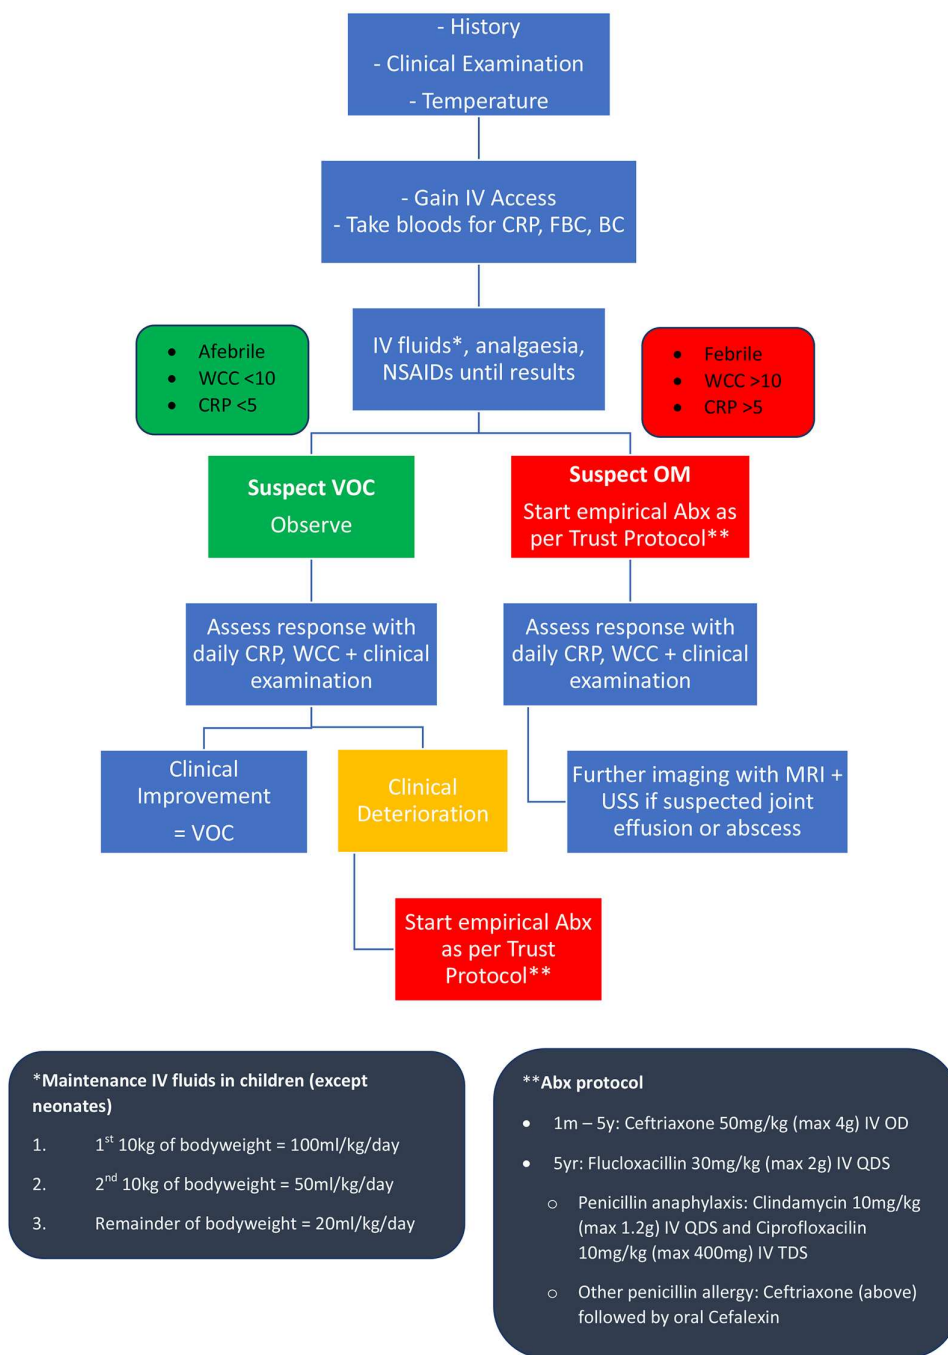 - History
- Clinical Examination
- Temperature
- Gain IV Access
- Take bloods for CRP, FBC, BC
IV fluids*, analgaesia,
NSAIDs until results
• Afebrile
• WCC <10
• CRP <5
• Febrile
• WCC >10
• CRP >5
Suspect VOC
Observe
Suspect OM
Start empirical Abx as
per Trust Protocol**
Assess response with
daily CRP, WCC + clinical
examination
Assess response with
daily CRP, WCC + clinical
examination
Clinical
Improvement
= VOC
Clinical
Deterioration
Further imaging with MRI +
USS if suspected joint
effusion or abscess
Start empirical Abx
as per Trust
Protocol**
*Maintenance IV fluids in children (except
neonates)
1. 1st 10kg of bodyweight = 100ml/kg/day
2. 2nd 10kg of bodyweight = 50ml/kg/day
3. Remainder of bodyweight = 20ml/kg/day
**Abx protocol
• 1m – 5y: Ceftriaxone 50mg/kg (max 4g) IV OD
• 5yr: Flucloxacillin 30mg/kg (max 2g) IV QDS
o Penicillin anaphylaxis: Clindamycin 10mg/kg
(max 1.2g) IV QDS and Ciprofloxacilin
10mg/kg (max 400mg) IV TDS
o Other penicillin allergy: Ceftriaxone (above)
followed by oral Cefalexin